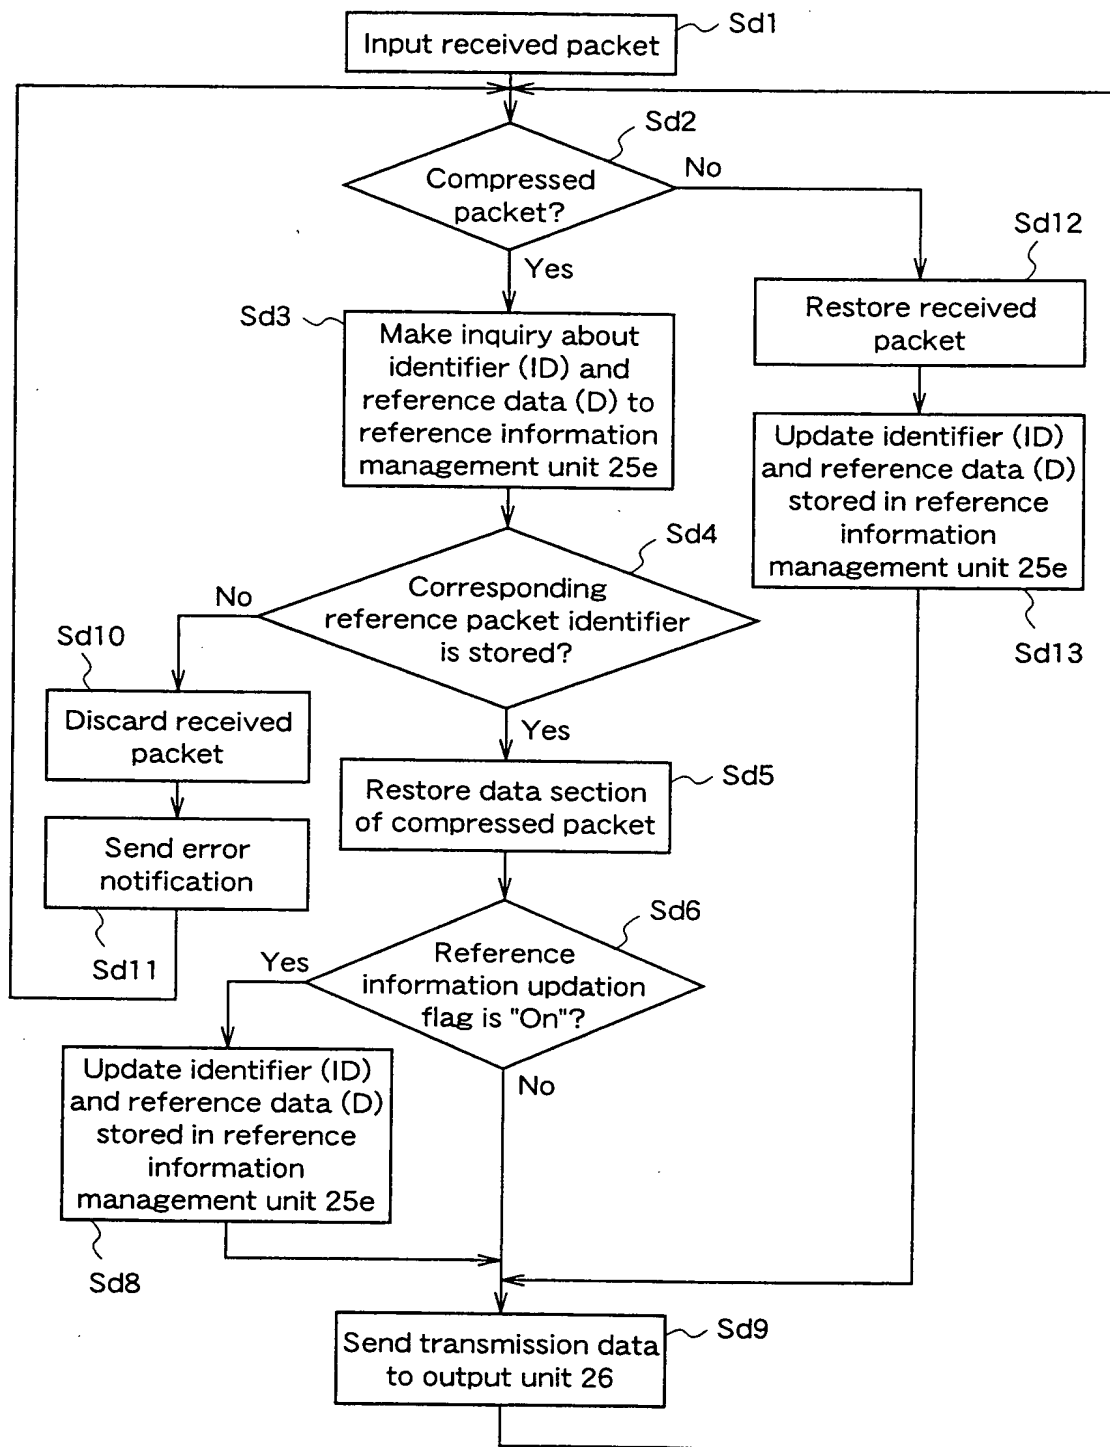 Sd1
Input received packet
Sd2
Compressed
packet?
No
Yes
Sd12
Restore received
packet
Sd3
Make inquiry about
identifier (ID) and
reference data (D) to
reference information
management unit 25e
Update identifier (ID)
and reference data (D)
stored in reference
information
management unit 25e
Sd13
Sd4
Corresponding
reference packet identifier
is stored?
No
Yes
Sd10
Discard received
packet
Send error
notification
Sd11
Sd5
Restore data section
of compressed packet
Sd6
Reference
information updation
flag is "On"?
Yes
No
Update identifier (ID)
and reference data (D)
stored in reference
information
management unit 25e
Sd8
Sd9
Send transmission data
to output unit 26